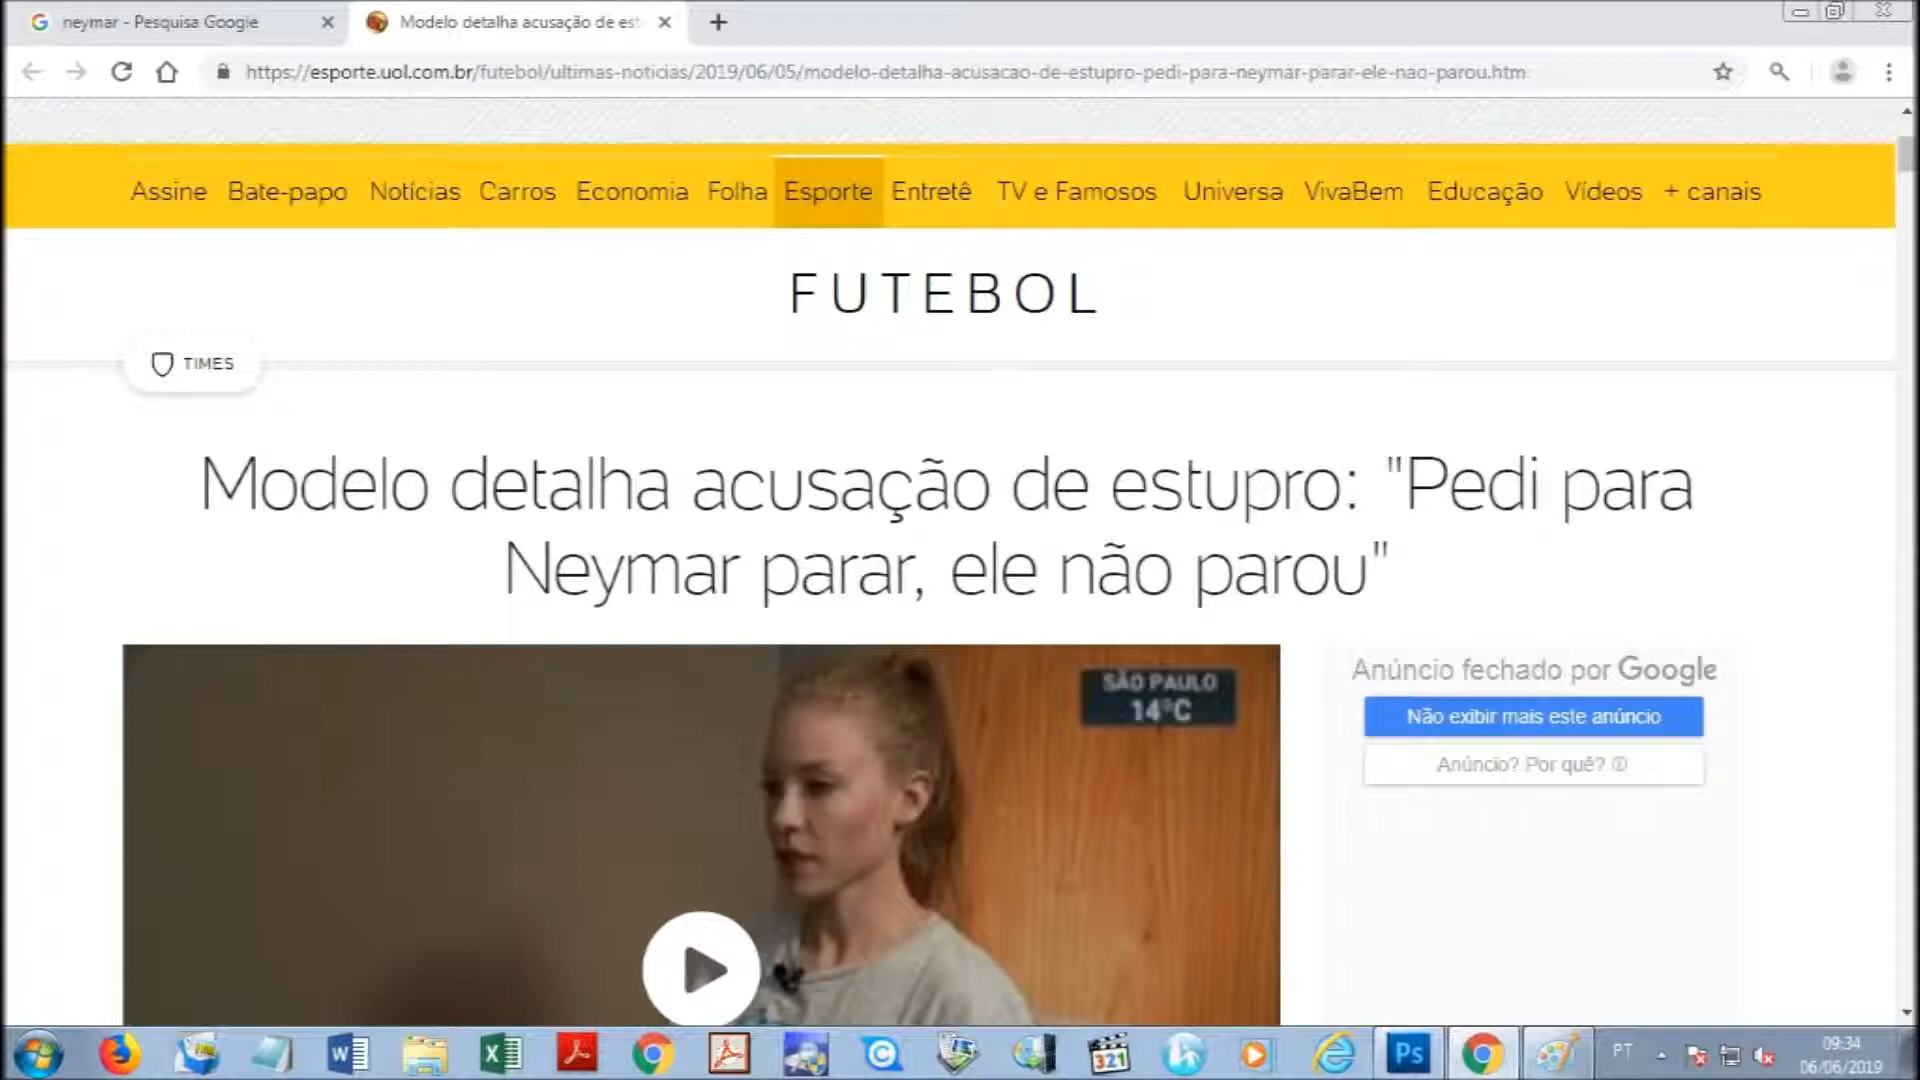 neymar - Pesquisa Google
Modelo detalha acusação de est
https://esporte.uol.com.br/futebol/ultimas-noticias/2019/06/05/modelo-detalha-acusacao-de-estupro-pedi-para-neymar-parar-ele-nao-parou.htm
Assine Bate-papo Notícias Carros Economia Folha Esporte Entretê TV e Famosos Universa VivaBem Educação Vídeos + canais
FUTEBOL
TIMES
Modelo detalha acusação de estupro: "Pedi para
Neymar parar, ele não parou"
SÃO PAULO
14°C
Anúncio fechado por Google
Não exibir mais este anúncio
Anúncio? Por quê?
321
Ps
PT
09:34
06/06/2019